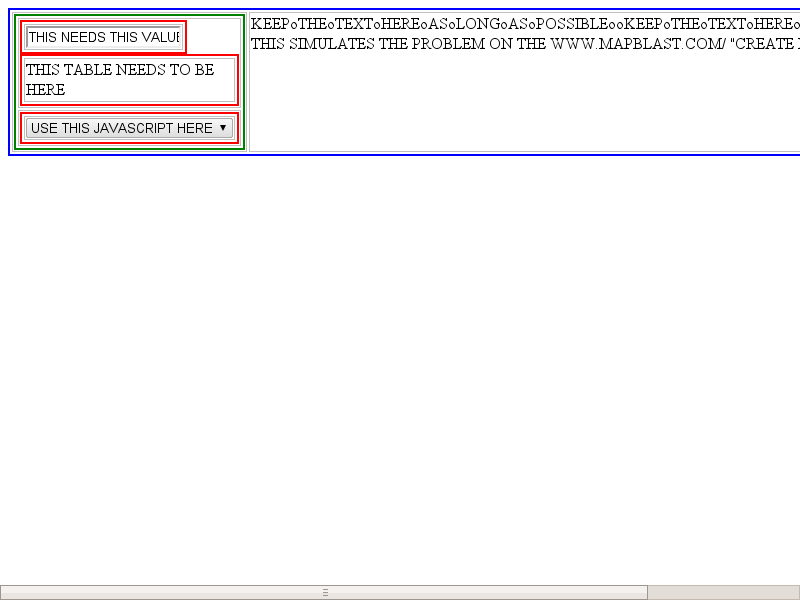 THIS NEEDS THIS VALUE
THIS TABLE NEEDS TO BE
HERE
USE THIS JAVASCRIPT HERE
KEEPoTHEoTEXToHEREoASoLONGoASoPOSSIBLEooKEEPoTHEoTEXToHEREo
THIS SIMULATES THE PROBLEM ON THE WWW.MAPBLAST.COM/ "CREATE